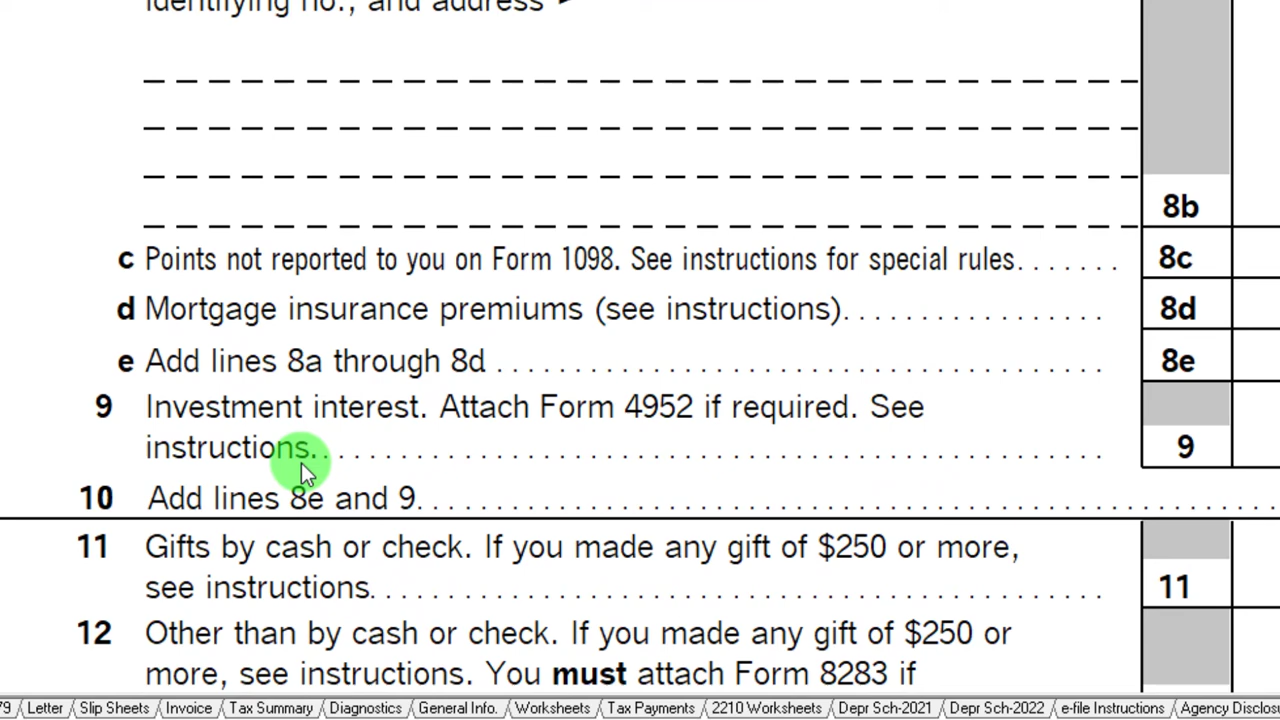 identifying no., and address
8b
c Points not reported to you on Form 1098. See instructions for special rules....... 8c
d Mortgage insurance premiums (see instructions)................. 8d
e Add lines 8a through 8d ................................ 8e
9 Investment interest. Attach Form 4952 if required. See
instructions......................................... 9
10 Add lines 8e and 9.............................................
11 Gifts by cash or check. If you made any gift of $250 or more,
see instructions...................................... 11
12 Other than by cash or check. If you made any gift of $250 or
more, see instructions. You must attach Form 8283 if
79 Letter Slip Sheets Invoice Tax Summary Diagnostics General Info. Worksheets Tax Payments 2210 Worksheets Depr Sch-2021 Depr Sch-2022 e-file Instructions Agency Disclosu